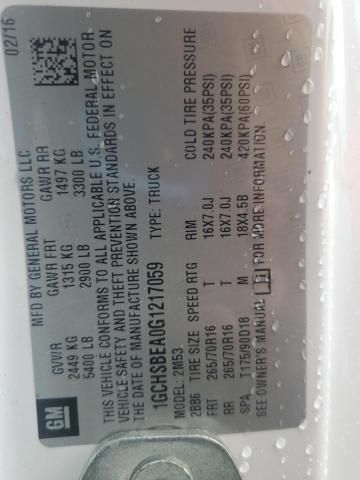 GM
MFD BY GENERAL MOTORS LLC
02/16
GVWR GAWR FRT GAWR RR
2449 KG 1315 KG 1497 KG
5400 LB 2900 LB 3300 LB
THIS VEHICLE CONFORMS TO ALL APPLICABLE U.S. FEDERAL MOTOR
VEHICLE SAFETY AND THEFT PREVENTION STANDARDS IN EFFECT ON
THE DATE OF MANUFACTURE SHOWN ABOVE.
1GCHSBEA0G1217059 TYPE: TRUCK
MODEL: 2M53
2BB6 TIRE SIZE SPEED RTG RIM COLD TIRE PRESSURE
FRT 265/70R16 T 16X7.0J 240KPA(35PSI)
RR 265/70R16 T 16X7.0J 240KPA(35PSI)
SPA T175/90D18 M 18X4.5B 420KPA(60PSI)
SEE OWNER'S MANUAL FOR MORE INFORMATION